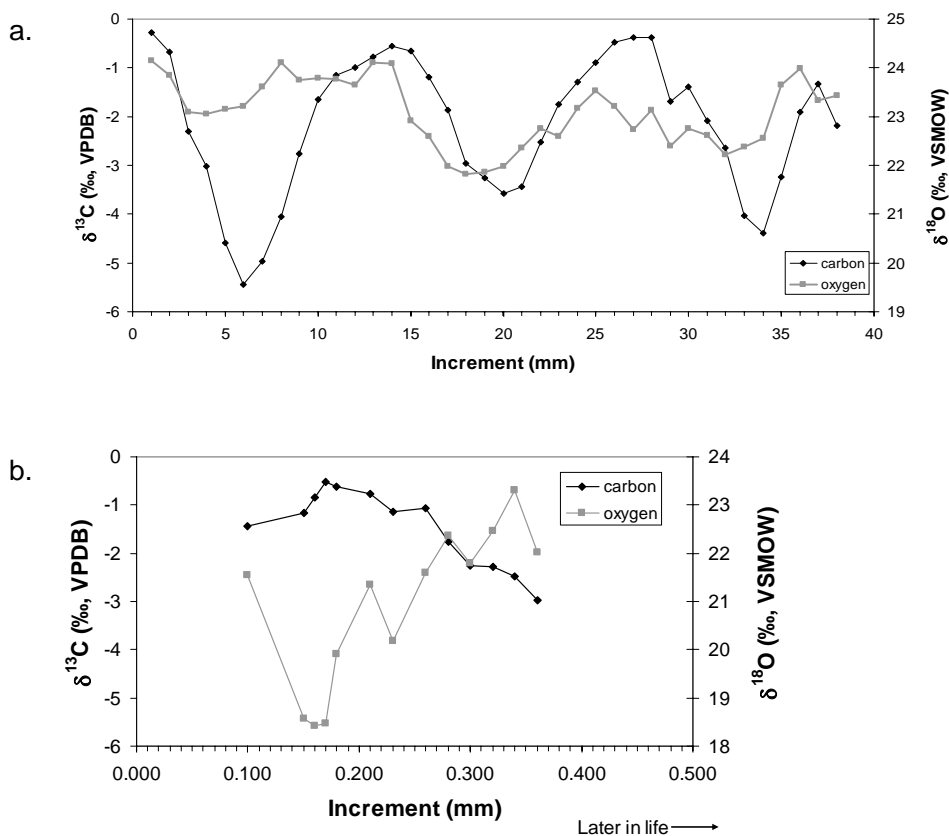 a.
δ13C (‰, VPDB)
0
-1
-2
-3
-4
-5
-6
25
24
23
22
21
20
19
δ18O (‰, VSMOW)
carbon
oxygen
0 5 10 15 20 25 30 35 40
Increment (mm)
b.
δ13C (‰, VPDB)
0
-1
-2
-3
-4
-5
-6
24
23
22
21
20
19
18
δ18O (‰, VSMOW)
carbon
oxygen
0.000 0.100 0.200 0.300 0.400 0.500
Increment (mm)
Later in life